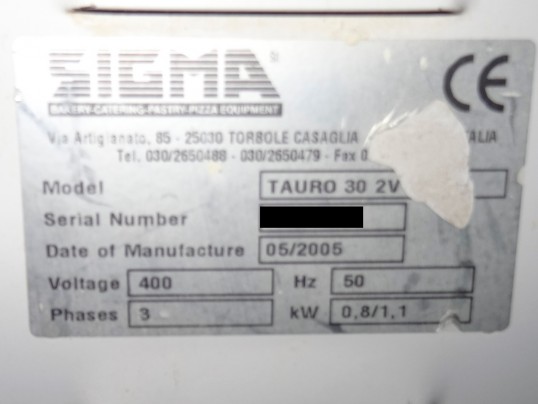 SIGMA ®
BAKERY-CATERING-PASTRY-PIZZA EQUIPMENT
CE
Via Artigianato, 85 - 25030 TORBOLE CASAGLIA
Tel. 030/2650488 - 030/2650479 - Fax 0
Model TAURO 30 2V
Serial Number
Date of Manufacture 05/2005
Voltage 400 Hz 50
Phases 3 kW 0,8/1,1